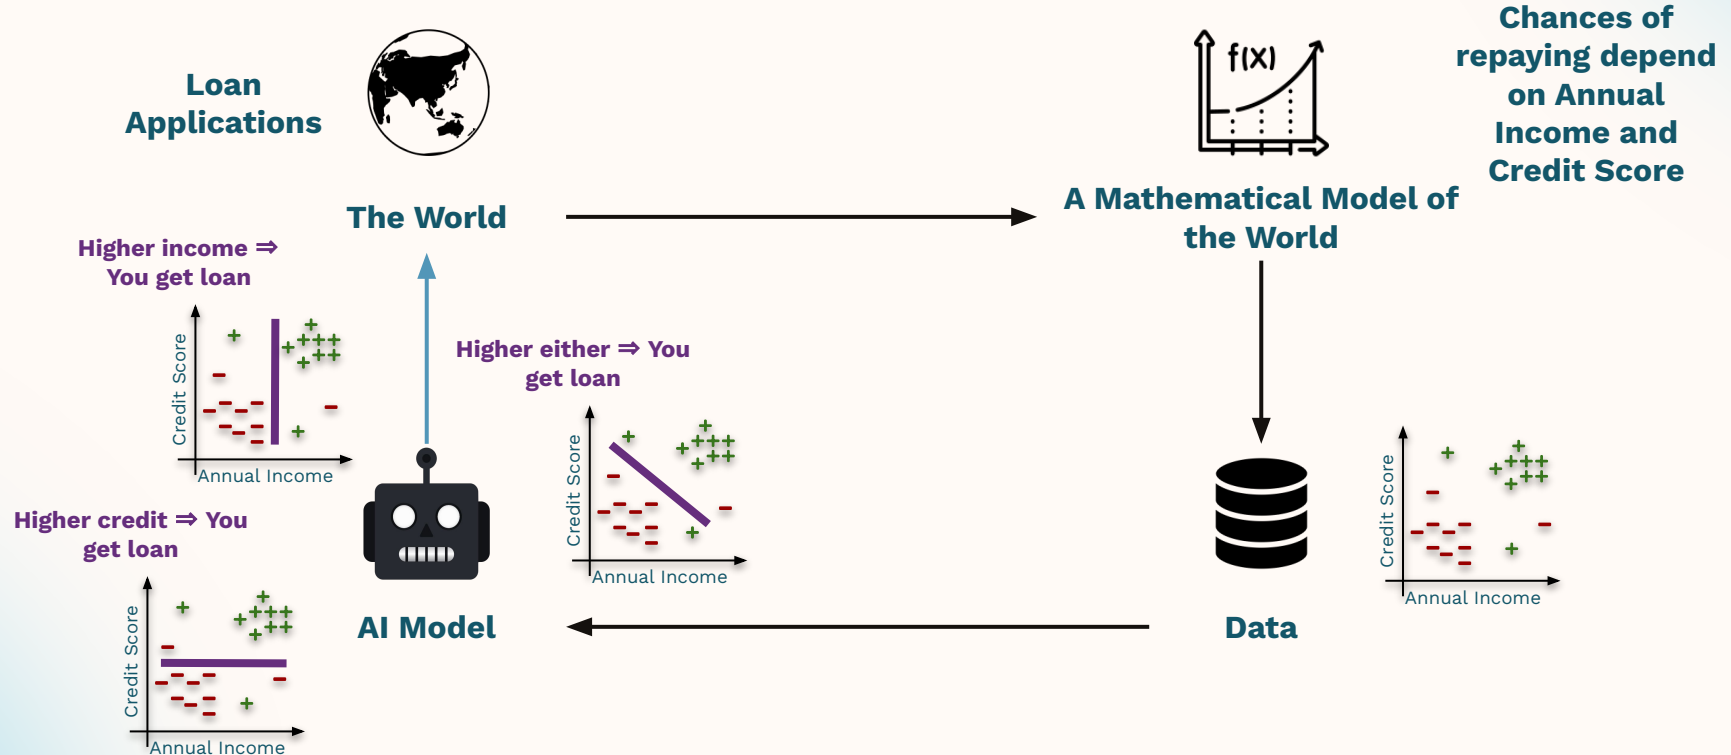 Loan
Applications
f(x)
Chances of
repaying depend
on Annual
Income and
Credit Score
The World
A Mathematical Model of
the World
Higher income ⇒
You get loan
Credit Score
Annual Income
Higher either ⇒ You
get loan
Credit Score
Annual Income
Higher credit ⇒ You
get loan
Credit Score
Annual Income
AI Model
Credit Score
Annual Income
Data